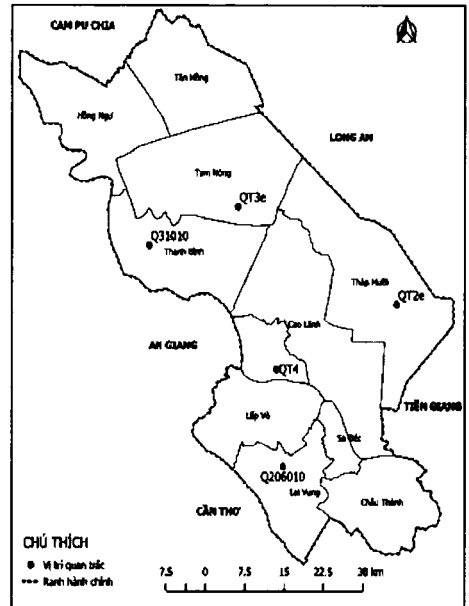 CAM PU CHIA
Tân Hồng
Hồng Ngự
LONG AN
Tam Nông
QT3e
Q31010
Thanh Bình
Tháp Mười
QT2e
Cao Lãnh
AN GIANG
QT4
TIỀN GIANG
Lấp Vò
Sa Đéc
Q206010
Lai Vung
Châu Thành
CẦN THƠ
CHÚ THÍCH
Vị trí quan trắc
Ranh hành chính
7.5 0 7.5 15 22.5 30 km